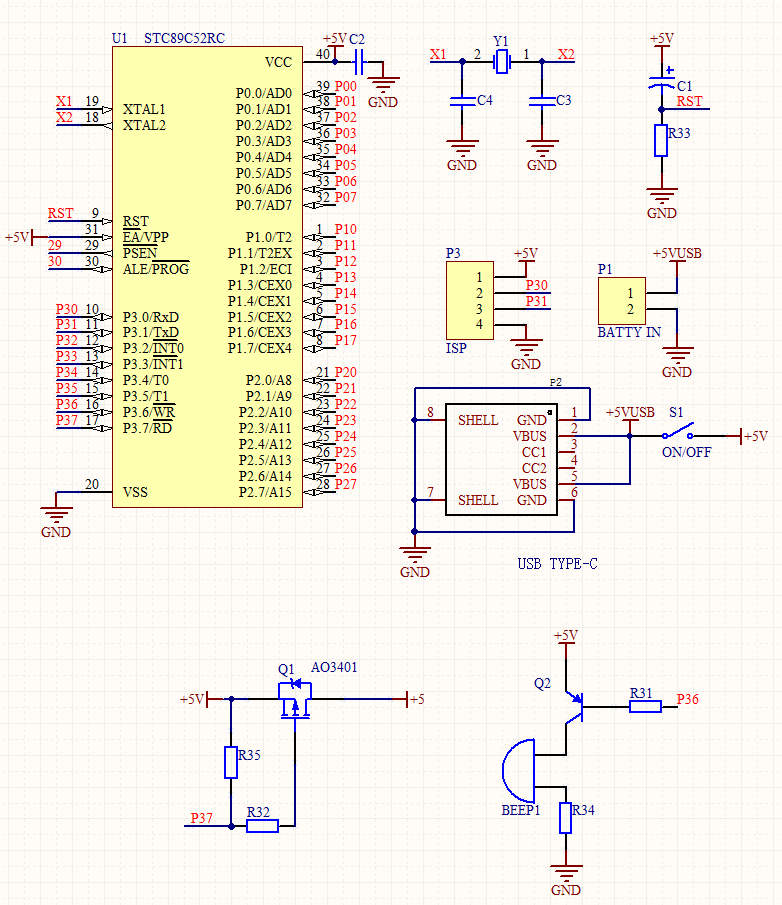 U1 STC89C52RC
+5V C2
VCC 40
GND
P0.0/AD0 39 P00
P0.1/AD1 38 P01
P0.2/AD2 37 P02
P0.3/AD3 36 P03
P0.4/AD4 35 P04
P0.5/AD5 34 P05
P0.6/AD6 33 P06
P0.7/AD7 32 P07
X1 19 XTAL1
X2 18 XTAL2
RST 9 RST
+5V 31 EA/VPP
29 29 PSEN
30 30 ALE/PROG
P1.0/T2 1 P10
P1.1/T2EX 2 P11
P1.2/ECI 3 P12
P1.3/CEX0 4 P13
P1.4/CEX1 5 P14
P1.5/CEX2 6 P15
P1.6/CEX3 7 P16
P1.7/CEX4 8 P17
P30 10 P3.0/RxD
P31 11 P3.1/TxD
P32 12 P3.2/INT0
P33 13 P3.3/INT1
P34 14 P3.4/T0
P35 15 P3.5/T1
P36 16 P3.6/WR
P37 17 P3.7/RD
P2.0/A8 21 P20
P2.1/A9 22 P21
P2.2/A10 23 P22
P2.3/A11 24 P23
P2.4/A12 25 P24
P2.5/A13 26 P25
P2.6/A14 27 P26
P2.7/A15 28 P27
20 VSS
GND
X1 2 Y1 1 X2
C4 C3
GND GND
+5V
C1
RST
R33
GND
P3 +5V
1
2 P30
3 P31
4
ISP GND
+5VUSB
P1
1
2
BATTY IN
GND
P2
8 SHELL GND 1
VBUS 2
CC1 3
CC2 4
VBUS 5
7 SHELL GND 6
GND
USB TYPE-C
+5VUSB S1
+5V
ON/OFF
Q1 AO3401
+5V +5
R35
P37 R32
+5V
Q2
R31 P36
BEEP1 R34
GND